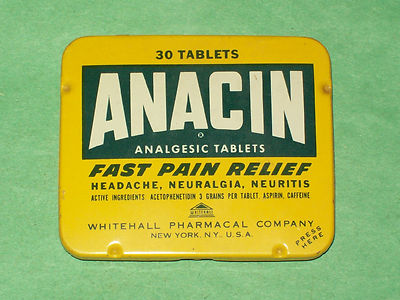 30 TABLETS
ANACIN
ANALGESIC TABLETS
FAST PAIN RELIEF
HEADACHE, NEURALGIA, NEURITIS
ACTIVE INGREDIENTS ACETOPHENETIDIN 3 GRAINS PER TABLET, ASPIRIN, CAFFEINE
WHITEHALL
WHITEHALL PHARMACAL COMPANY
NEW YORK, N.Y., U.S.A.
PRESS
HERE